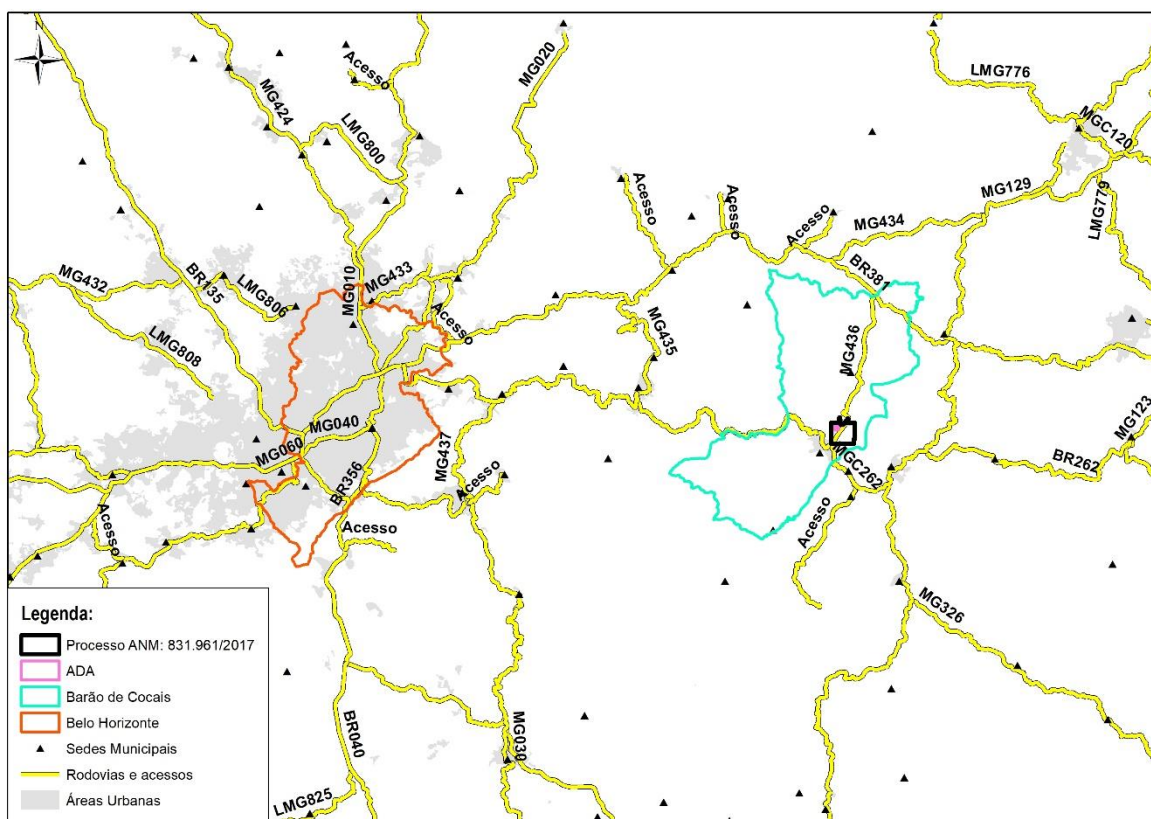 N
Acesso
MG424
LMG800
MG020
LMG776
MGC120
MG129
LMG779
Acesso
Acesso
Acesso
MG434
BR381
MG432
BR135
LMG806
MG010
MG433
Acesso
LMG808
MG435
MG436
MG040
MG060
BR356
MG437
Acesso
MGC262
MG123
BR262
Acesso
Acesso
Acesso
MG326
BR040
MG030
LMG825
Legenda:
Processo ANM: 831.961/2017
ADA
Barão de Cocais
Belo Horizonte
Sedes Municipais
Rodovias e acessos
Áreas Urbanas